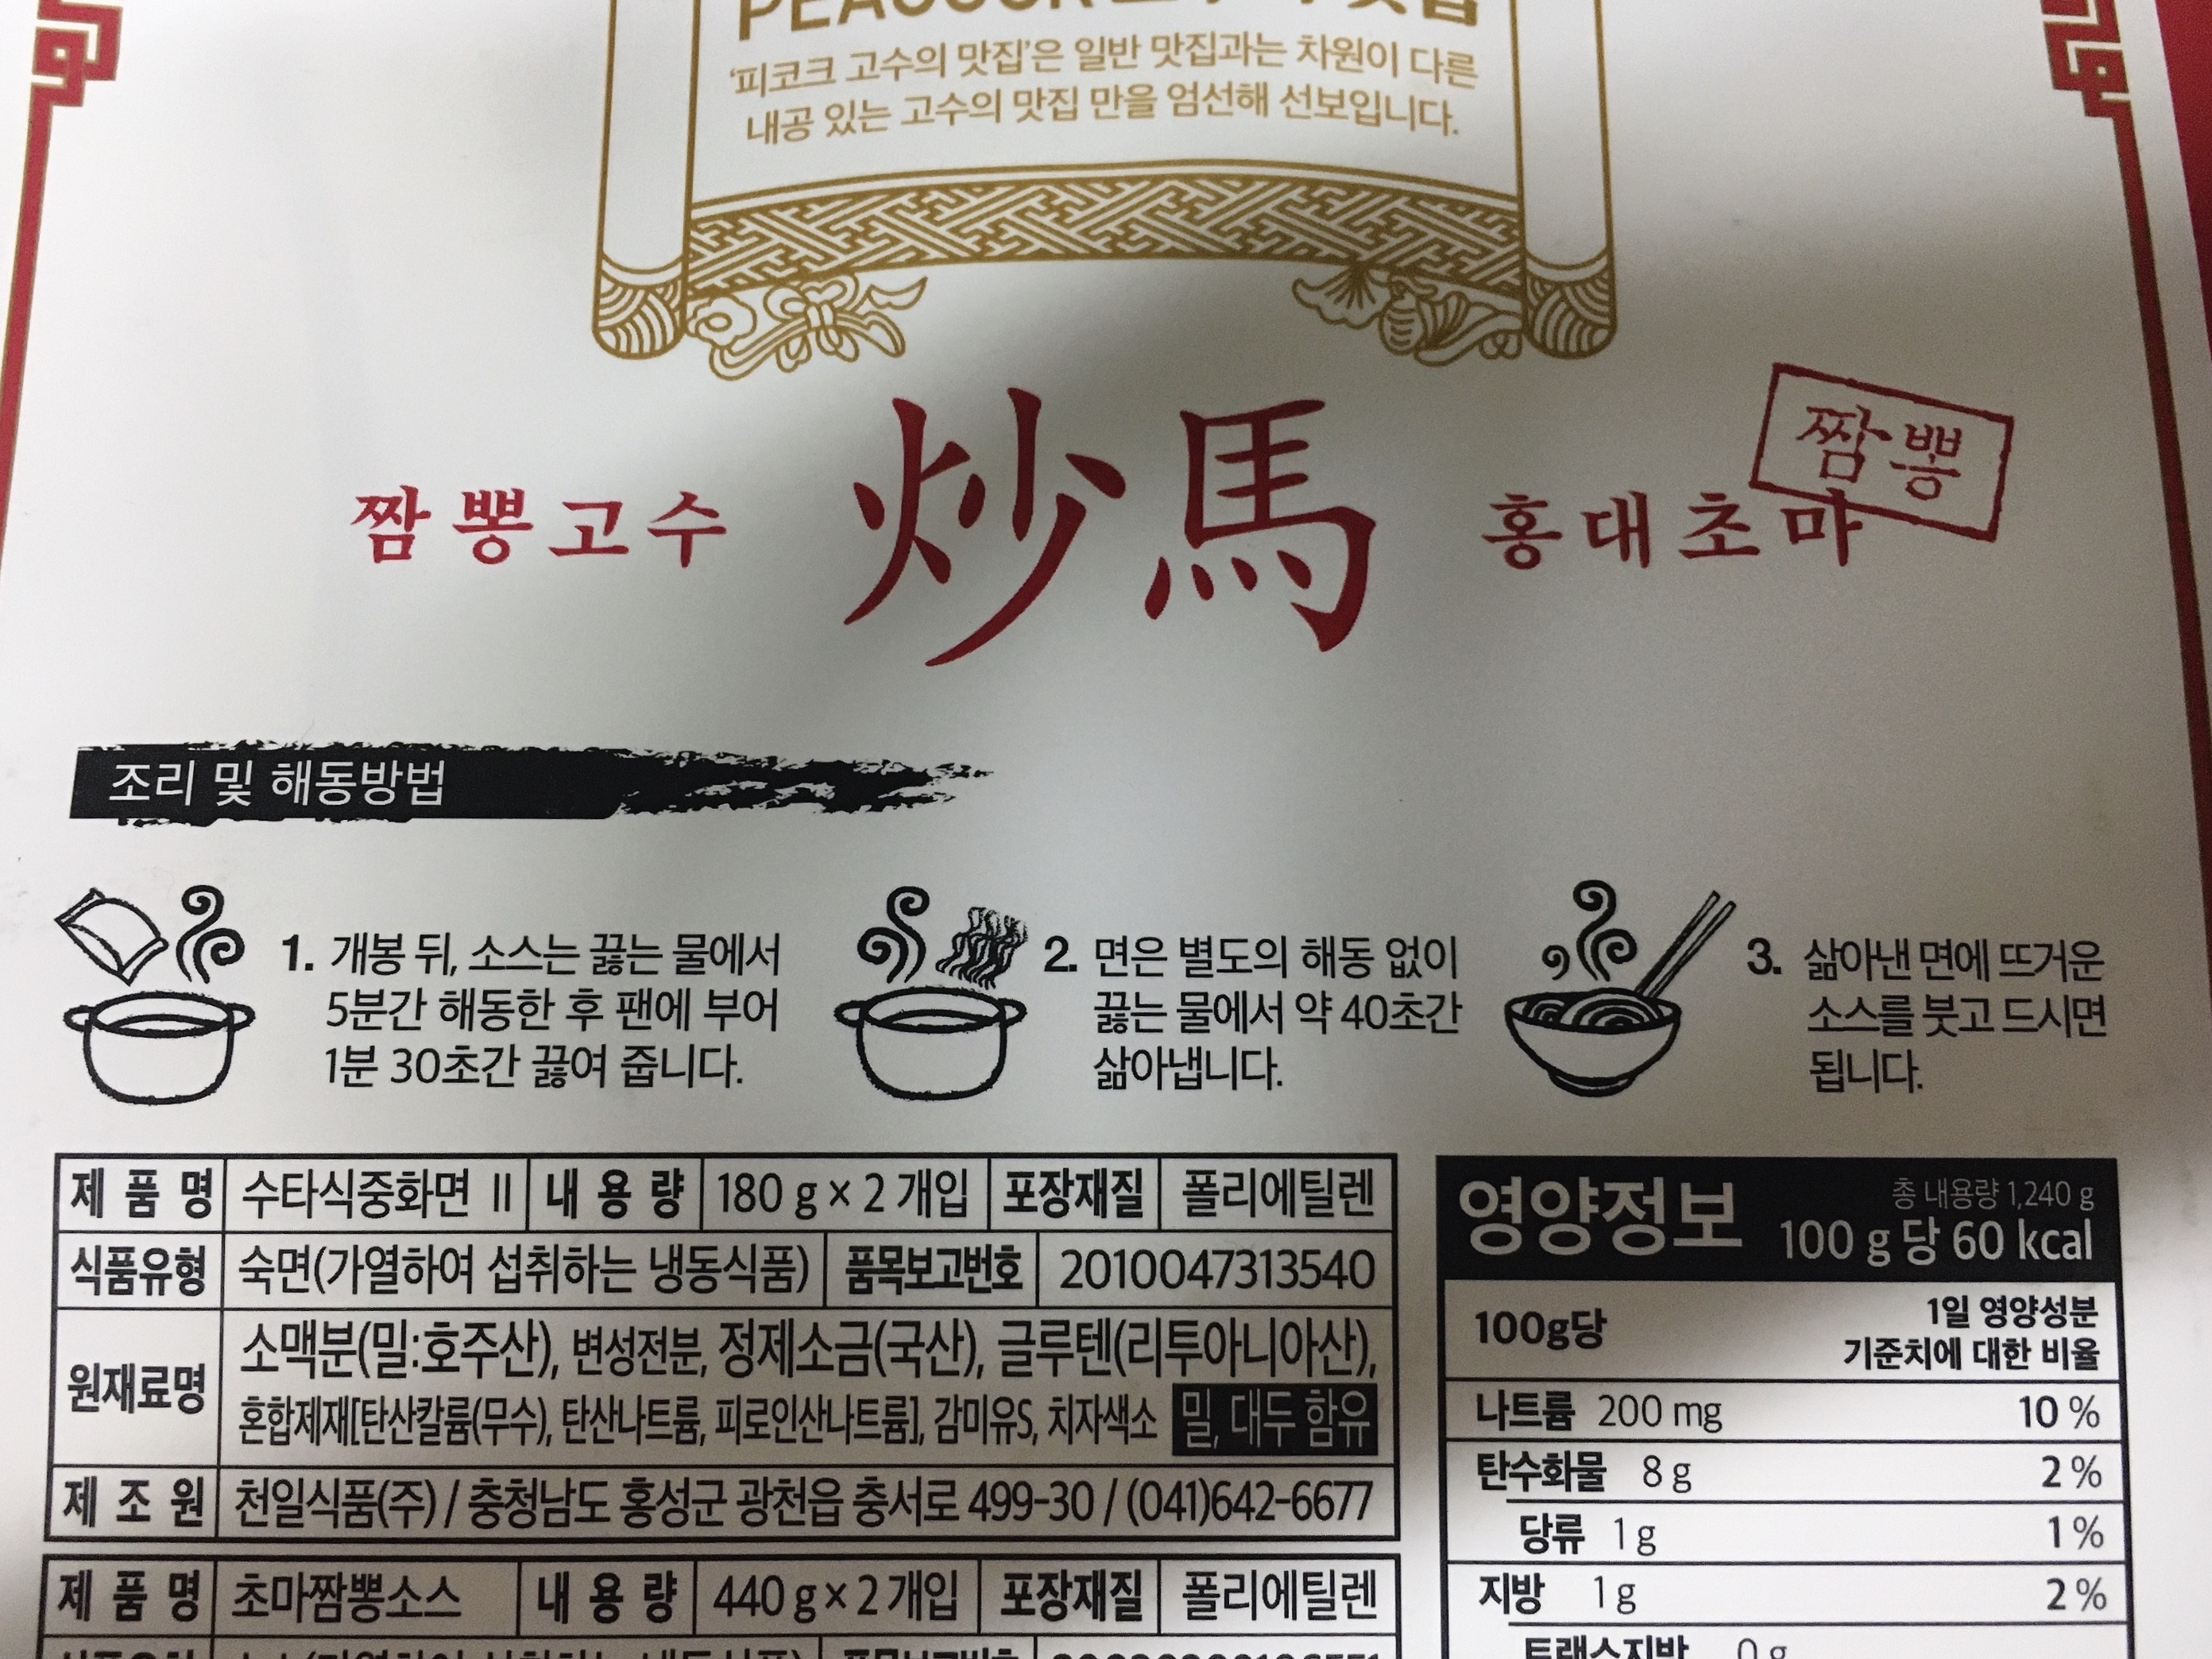 PEACOCK 고수의 맛집
'피코크 고수의 맛집'은 일반 맛집과는 차원이 다른
내공 있는 고수의 맛집 만을 엄선해 선보입니다.
짬뽕고수 炒馬 홍대초마
짬뽕
조리 및 해동방법
1. 개봉 뒤, 소스는 끓는 물에서
5분간 해동한 후 팬에 부어
1분 30초간 끓여 줍니다.
2. 면은 별도의 해동 없이
끓는 물에서 약 40초간
삶아냅니다.
3. 삶아낸 면에 뜨거운
소스를 붓고 드시면
됩니다.
제 품 명 수타식중화면 II 내 용 량 180 g × 2 개입 포장재질 폴리에틸렌
식품유형 숙면(가열하여 섭취하는 냉동식품) 품목보고번호 2010047313540
원재료명 소맥분(밀:호주산), 변성전분, 정제소금(국산), 글루텐(리투아니아산),
혼합제재[탄산칼륨(무수), 탄산나트륨, 피로인산나트륨], 감미유S, 치자색소 밀, 대두 함유
제 조 원 천일식품(주) / 충청남도 홍성군 광천읍 충서로 499-30 / (041)642-6677
제 품 명 초마짬뽕소스 내 용 량 440 g × 2 개입 포장재질 폴리에틸렌
영양정보 총 내용량 1,240 g
100 g 당 60 kcal
100g당 1일 영양성분
기준치에 대한 비율
나트륨 200 mg 10 %
탄수화물 8 g 2 %
당류 1 g 1 %
지방 1 g 2 %
트랜스지방 0 g